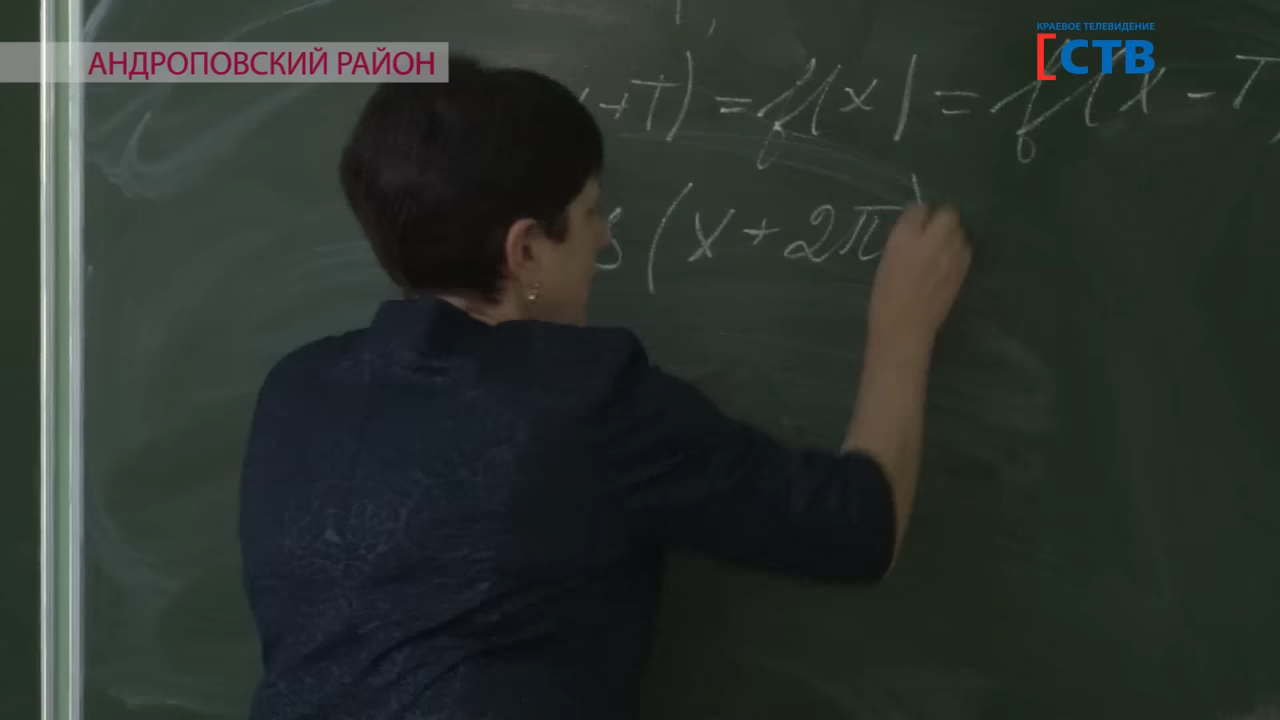 КРАЕВОЕ ТЕЛЕВИДЕНИЕ
СТВ
АНДРОПОВСКИЙ РАЙОН
+T) = f(x) = f(x - T
s (x + 2π)